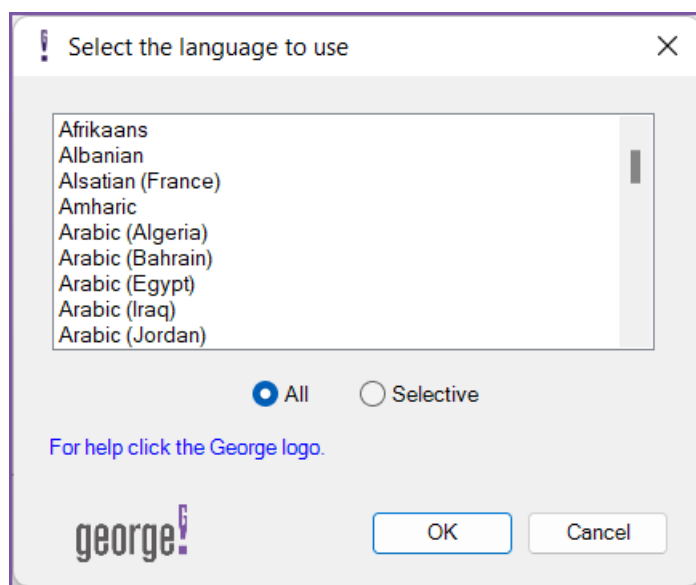 Select the language to use
Afrikaans
Albanian
Alsatian (France)
Amharic
Arabic (Algeria)
Arabic (Bahrain)
Arabic (Egypt)
Arabic (Iraq)
Arabic (Jordan)
All Selective
For help click the George logo.
george!
OK Cancel